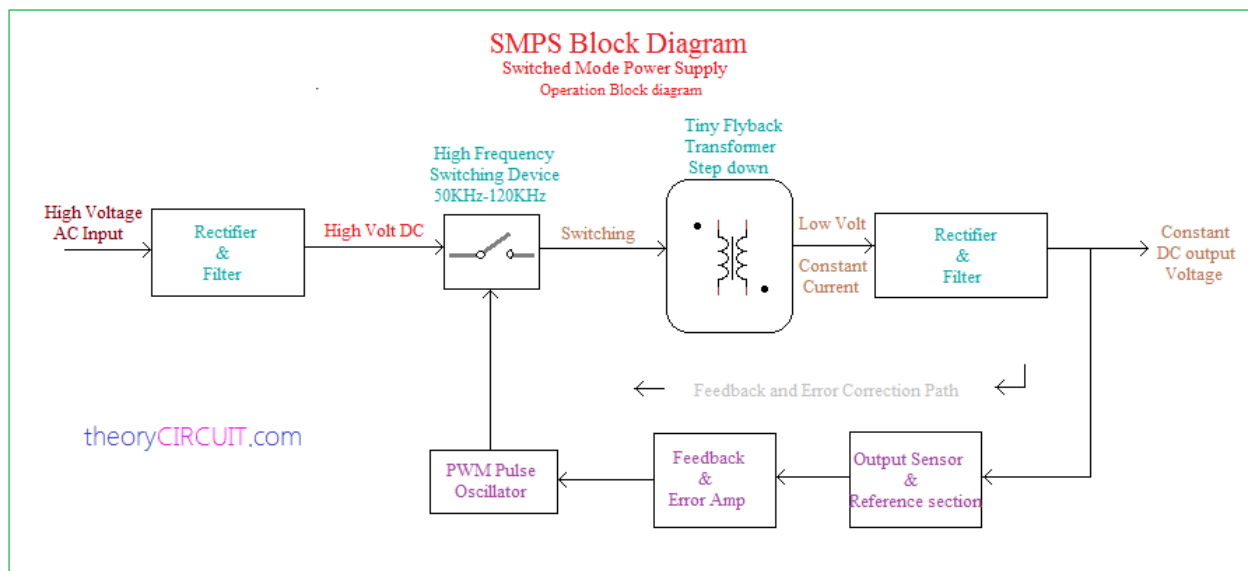 SMPS Block Diagram
Switched Mode Power Supply
Operation Block diagram
High Voltage
AC Input
Rectifier
&
Filter
High Volt DC
High Frequency
Switching Device
50KHz-120KHz
Switching
Tiny Flyback
Transformer
Step down
Low Volt
Constant
Current
Rectifier
&
Filter
Constant
DC output
Voltage
Feedback and Error Correction Path
theoryCIRCUIT.com
PWM Pulse
Oscillator
Feedback
&
Error Amp
Output Sensor
&
Reference section